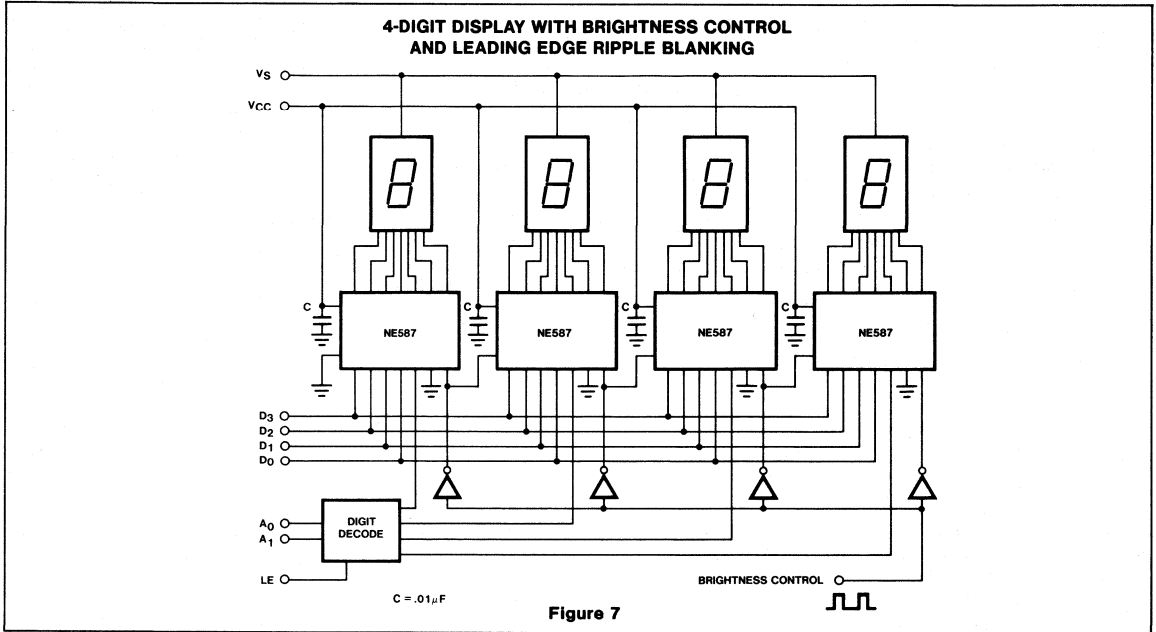 4-DIGIT DISPLAY WITH BRIGHTNESS CONTROL
AND LEADING EDGE RIPPLE BLANKING
VS
VCC
C
C
C
C
NE587
NE587
NE587
NE587
D3
D2
D1
D0
A0
A1
DIGIT
DECODE
LE
BRIGHTNESS CONTROL
C = .01μF
Figure 7